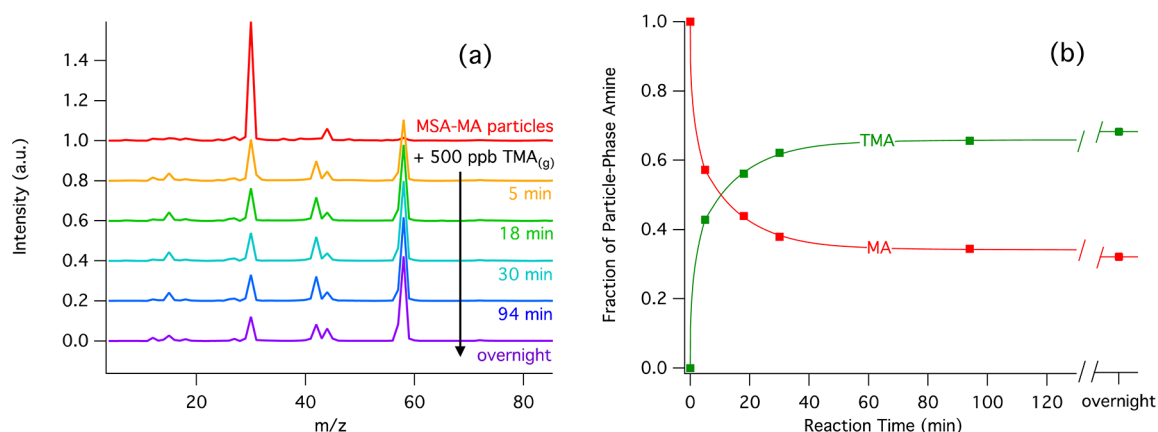 (a)
Intensity (a.u.)
1.4
1.2
1.0
0.8
0.6
0.4
0.2
0.0
MSA-MA particles
+ 500 ppb TMA(g)
5 min
18 min
30 min
94 min
overnight
20
40
60
80
m/z
(b)
Fraction of Particle-Phase Amine
1.0
0.8
0.6
0.4
0.2
0.0
TMA
MA
0
20
40
60
80
100
120
overnight
Reaction Time (min)